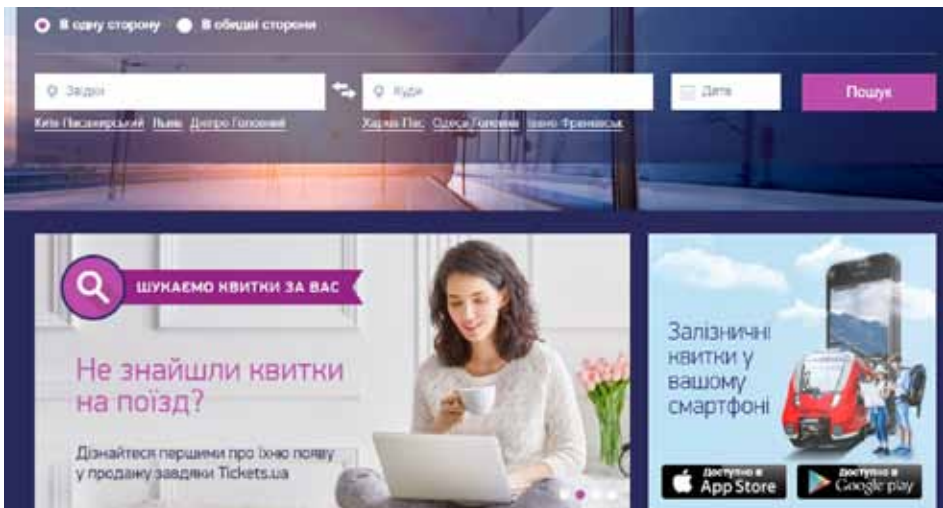 В одну сторону В обидві сторони
Звідки Куди Дата Пошук
Київ-Пасажирський Львів Дніпро Головний Харків Пас Одеса Головна Івано-Франківськ
ШУКАЄМО КВИТКИ ЗА ВАС
Не знайшли квитки
на поїзд?
Дізнайтеся першими про їхню появу
у продажу завдяки Tickets.ua
Залізничні
квитки у
вашому
смартфоні
Доступно в
App Store
Доступно в
Google play